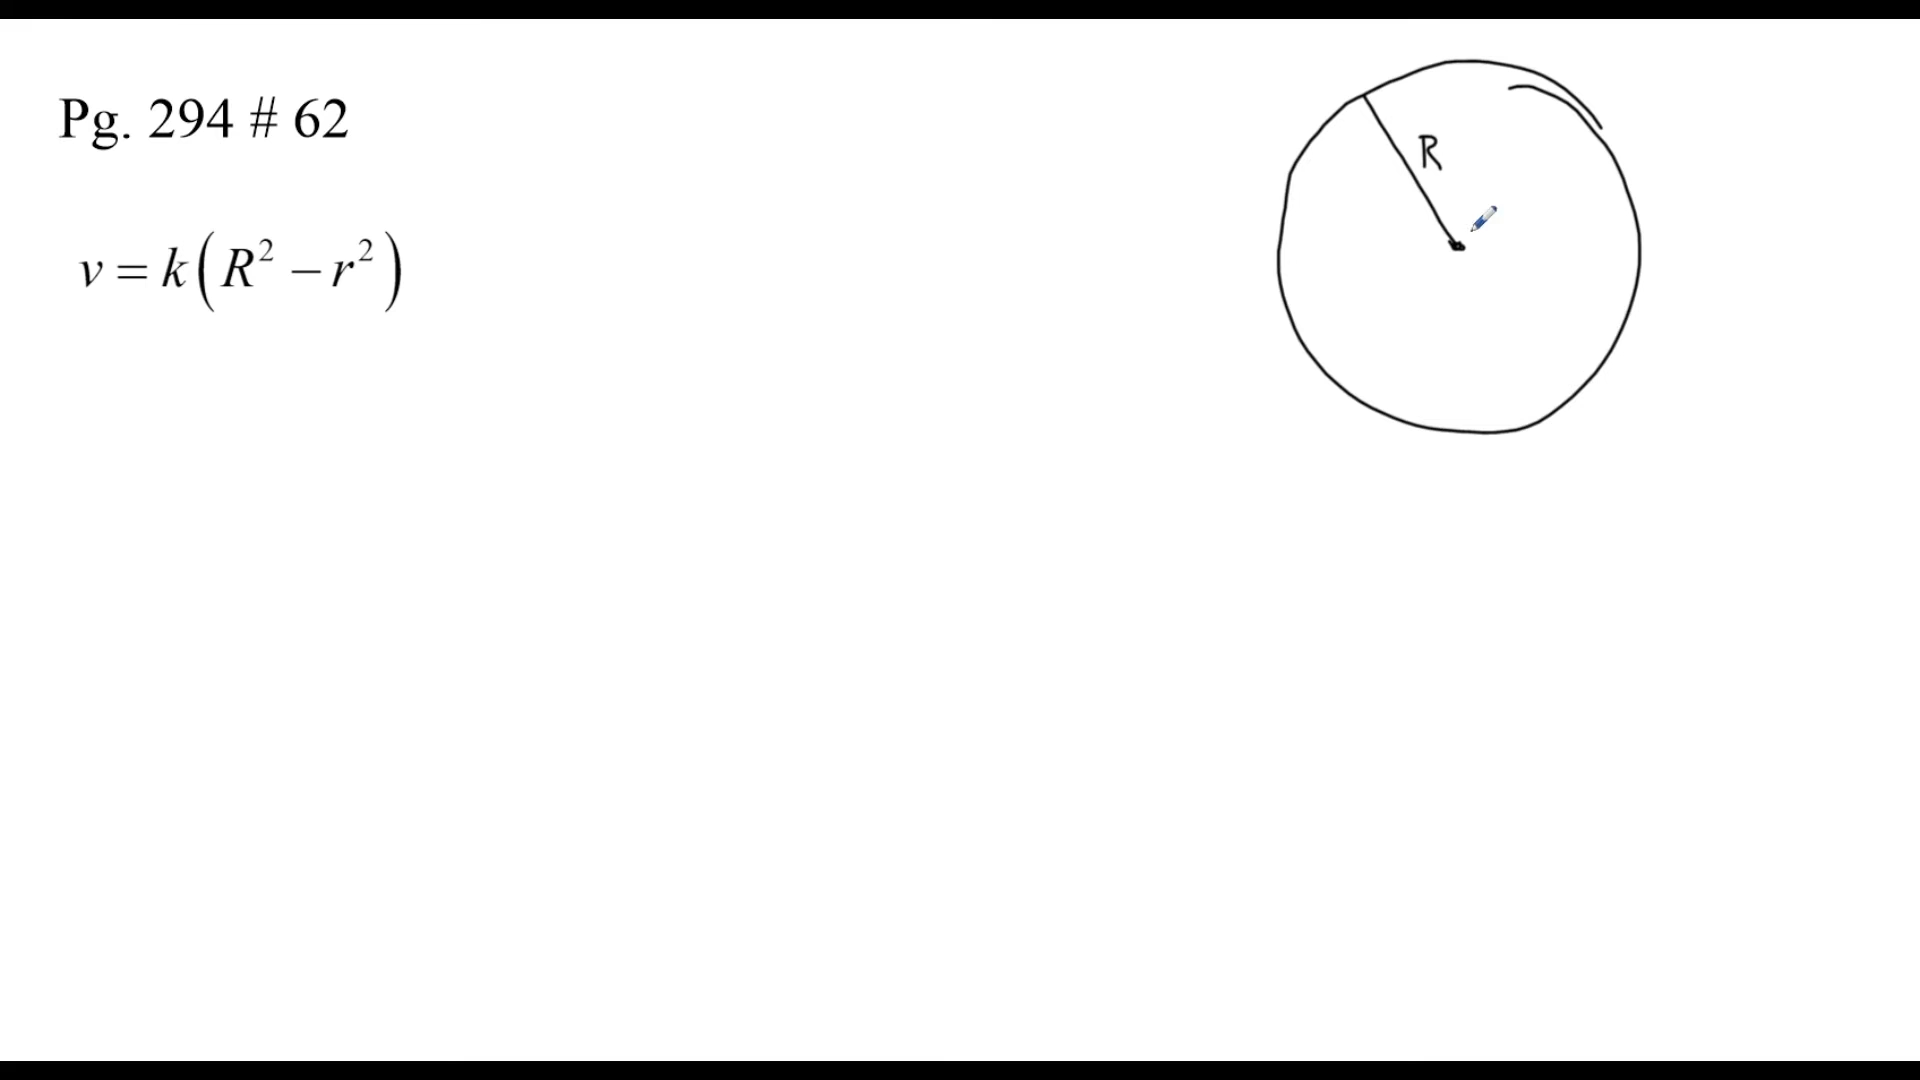 Pg. 294 # 62
R
v = k(R² − r²)